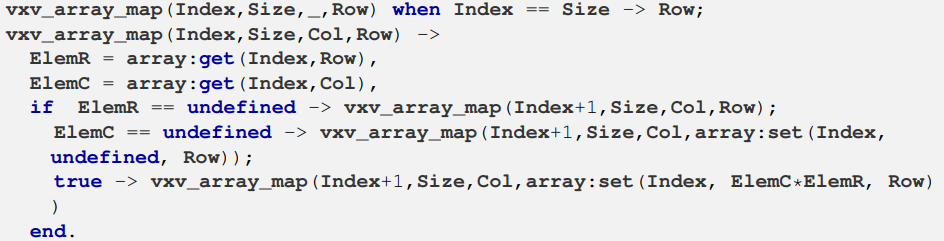 vxv_array_map(Index,Size,_,Row) when Index == Size -> Row;
vxv_array_map(Index,Size,Col,Row) ->
  ElemR = array:get(Index,Row),
  ElemC = array:get(Index,Col),
  if  ElemR == undefined -> vxv_array_map(Index+1,Size,Col,Row);
    ElemC == undefined -> vxv_array_map(Index+1,Size,Col,array:set(Index,
    undefined, Row));
    true -> vxv_array_map(Index+1,Size,Col,array:set(Index, ElemC*ElemR, Row)
    )
  end.